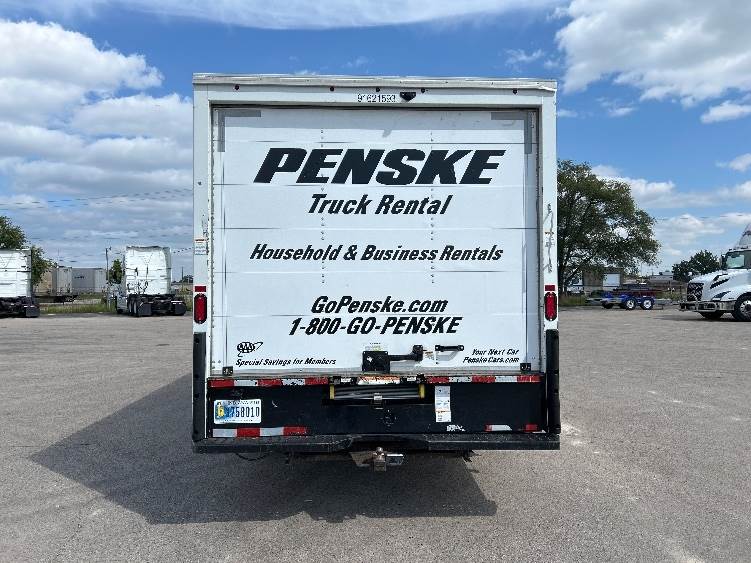 91621593
PENSKE
Truck Rental
Household & Business Rentals
GoPenske.com
1-800-GO-PENSKE
AAA
Special Savings for Members
Your Next Car
PenskeCars.com